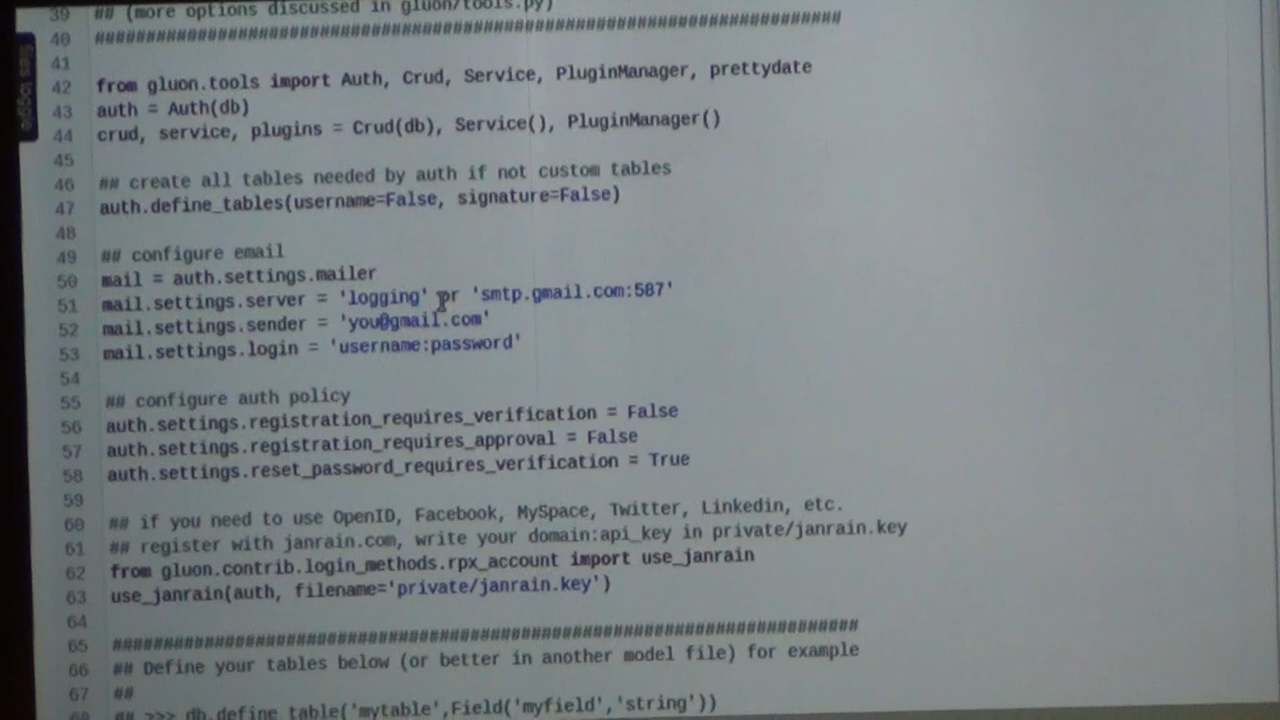 39 ## (more options discussed in gluon/tools.py)
40 #########################################################################
41
42 from gluon.tools import Auth, Crud, Service, PluginManager, prettydate
43 auth = Auth(db)
44 crud, service, plugins = Crud(db), Service(), PluginManager()
45
46 ## create all tables needed by auth if not custom tables
47 auth.define_tables(username=False, signature=False)
48
49 ## configure email
50 mail = auth.settings.mailer
51 mail.settings.server = 'logging' or 'smtp.gmail.com:587'
52 mail.settings.sender = 'you@gmail.com'
53 mail.settings.login = 'username:password'
54
55 ## configure auth policy
56 auth.settings.registration_requires_verification = False
57 auth.settings.registration_requires_approval = False
58 auth.settings.reset_password_requires_verification = True
59
60 ## if you need to use OpenID, Facebook, MySpace, Twitter, Linkedin, etc.
61 ## register with janrain.com, write your domain:api_key in private/janrain.key
62 from gluon.contrib.login_methods.rpx_account import use_janrain
63 use_janrain(auth, filename='private/janrain.key')
64
65 #########################################################################
66 ## Define your tables below (or better in another model file) for example
67 ##
68 ## >>> db.define_table('mytable',Field('myfield','string'))